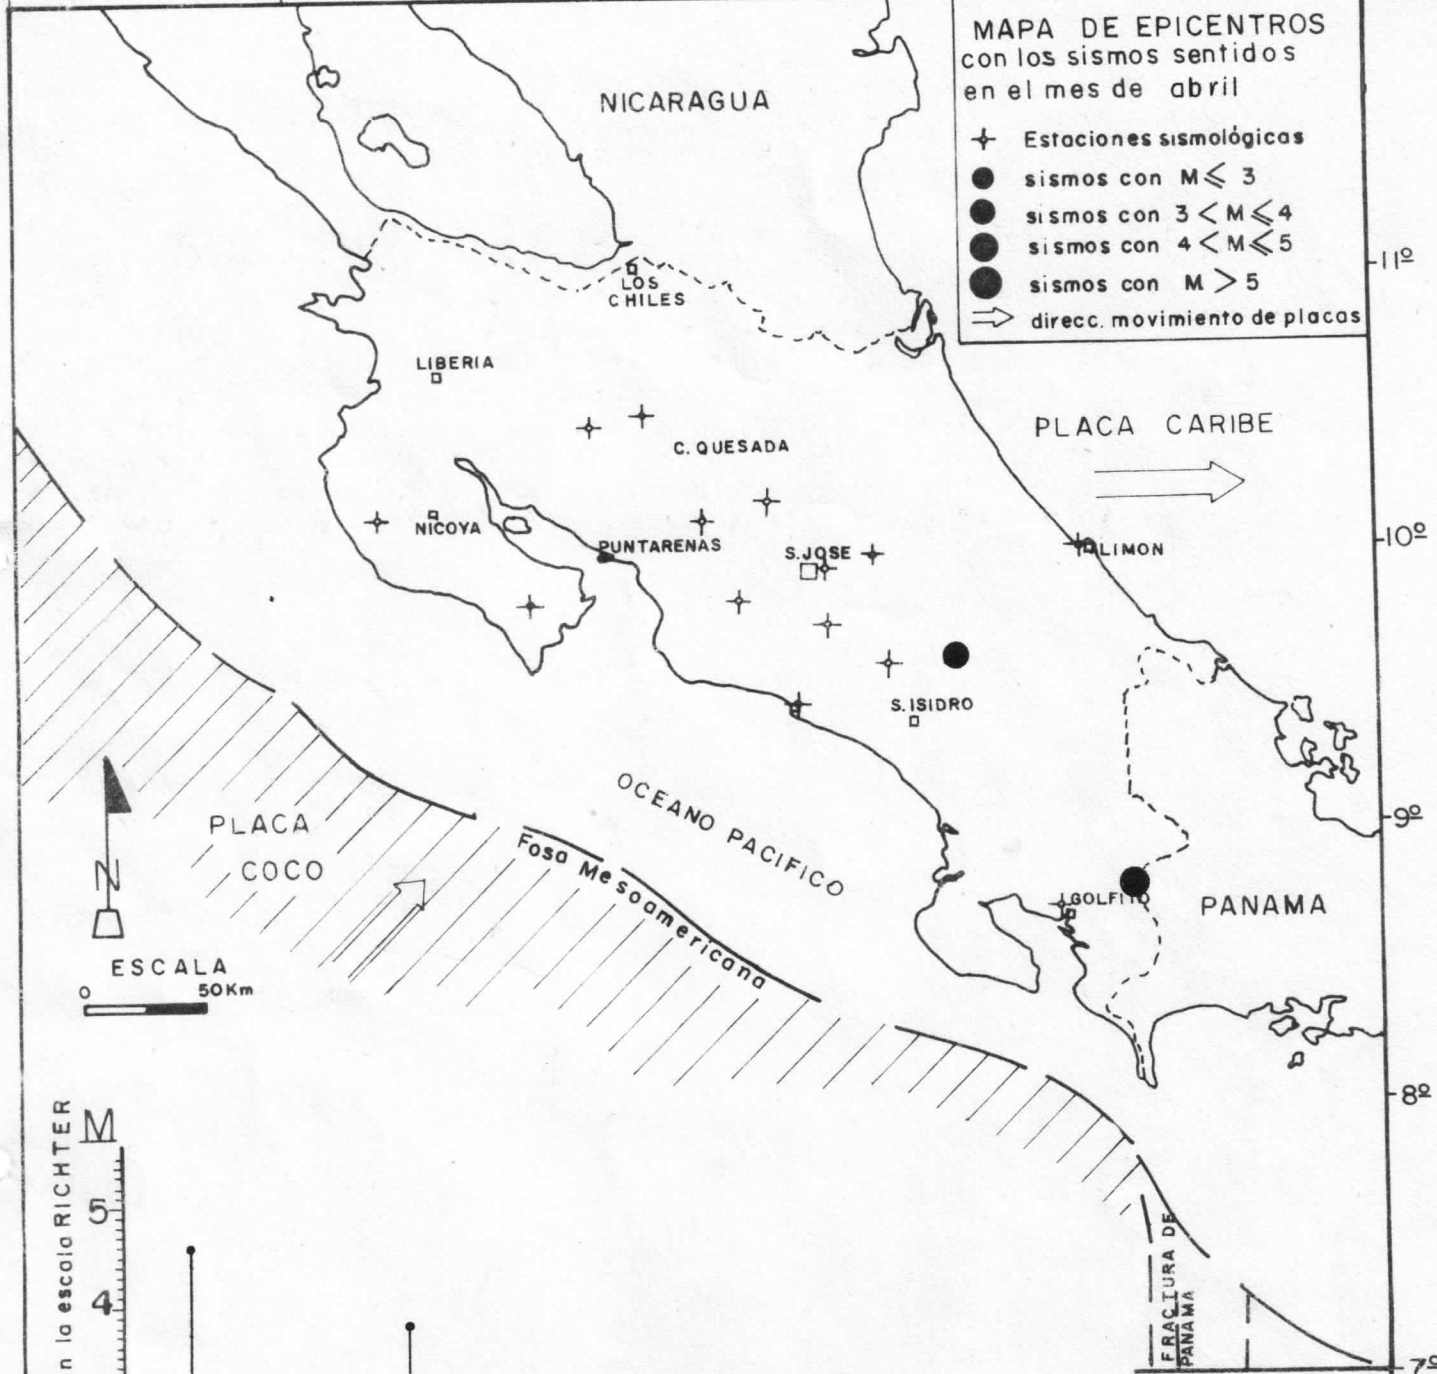 MAPA DE EPICENTROS
con los sismos sentidos
en el mes de abril
Estaciones sismológicas
sismos con M ⩽ 3
sismos con 3 < M ⩽ 4
sismos con 4 < M ⩽ 5
sismos con M > 5
direcc. movimiento de placas
NICARAGUA
11º
LOS
CHILES
LIBERIA
PLACA CARIBE
C. QUESADA
NICOYA
PUNTARENAS
S. JOSE
LIMON
10º
S. ISIDRO
OCEANO PACIFICO
9º
PLACA
COCO
Fosa Mesoamericana
GOLFITO
PANAMA
N
ESCALA
0 50 Km
8º
M
n la escala RICHTER
5
4
FRACTURA DE
PANAMA
7º